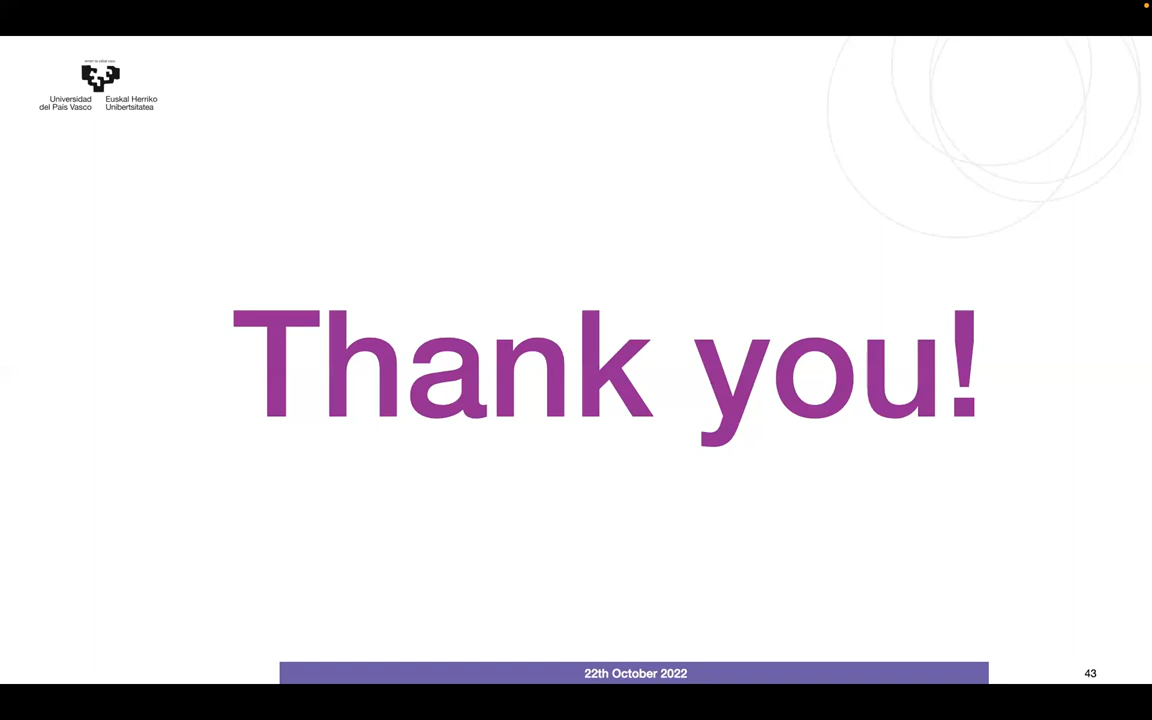 Universidad
del País Vasco
Euskal Herriko
Unibertsitatea
Thank you!
22th October 2022
43